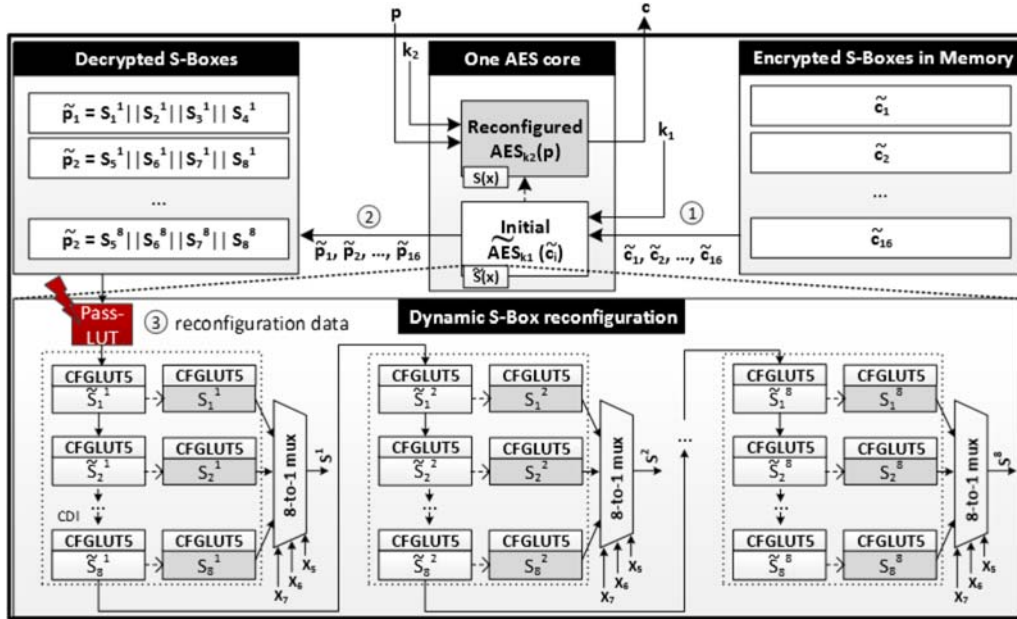 p
c
Decrypted S-Boxes
p̃₁ = S₁¹ || S₂¹ || S₃¹ || S₄¹
p̃₂ = S₅¹ || S₆¹ || S₇¹ || S₈¹
...
p̃₂ = S₅⁸ || S₆⁸ || S₇⁸ || S₈⁸
k₂
One AES core
Reconfigured
AESₖ₂(p)
S(x)
Initial
ÃESₖ₁ (c̃ᵢ)
S̃(x)
k₁
②
p̃₁, p̃₂, ..., p̃₁₆
①
c̃₁, c̃₂, ..., c̃₁₆
Encrypted S-Boxes in Memory
c̃₁
c̃₂
...
c̃₁₆
Pass-
LUT
③ reconfiguration data
Dynamic S-Box reconfiguration
CFGLUT5
S̃₁¹
CFGLUT5
S₁¹
CFGLUT5
S̃₂¹
CFGLUT5
S₂¹
...
...
CDI
CFGLUT5
S̃₈¹
CFGLUT5
S₈¹
8-to-1 mux
S¹
X₇
X₆
X₅
CFGLUT5
S̃₁²
CFGLUT5
S₁²
CFGLUT5
S̃₂²
CFGLUT5
S₂²
...
...
CFGLUT5
S̃₈²
CFGLUT5
S₈²
8-to-1 mux
S²
X₇
X₆
X₅
...
CFGLUT5
S̃₁⁸
CFGLUT5
S₁⁸
CFGLUT5
S̃₂⁸
CFGLUT5
S₂⁸
...
...
CFGLUT5
S̃₈⁸
CFGLUT5
S₈⁸
8-to-1 mux
S⁸
X₇
X₆
X₅